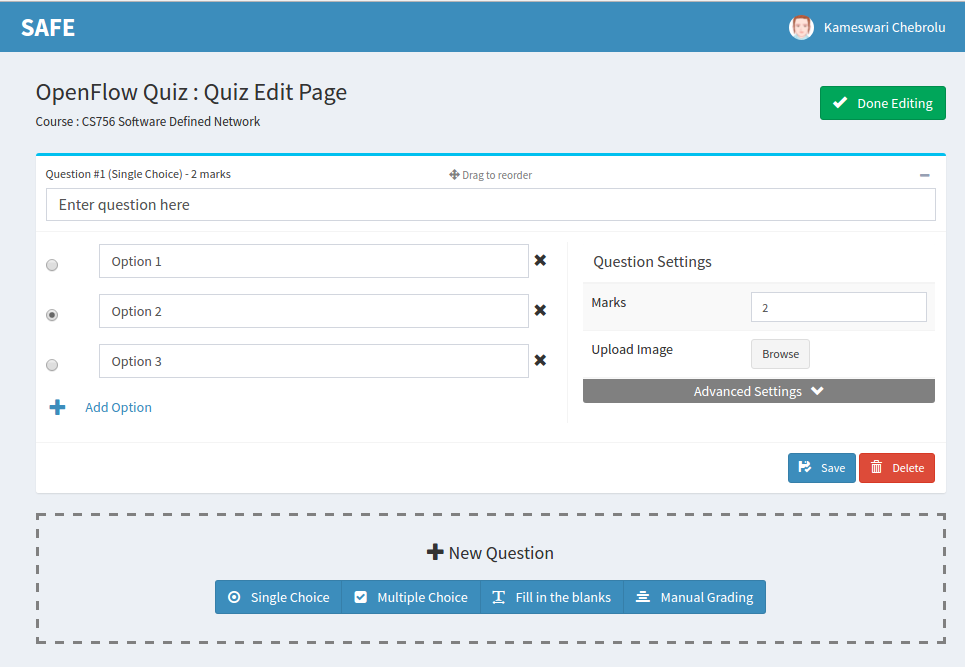 SAFE
Kameswari Chebrolu
OpenFlow Quiz : Quiz Edit Page
Done Editing
Course : CS756 Software Defined Network
Question #1 (Single Choice) - 2 marks
Drag to reorder
Enter question here
Option 1
Option 2
Option 3
Add Option
Question Settings
Marks
2
Upload Image
Browse
Advanced Settings
Save
Delete
New Question
Single Choice
Multiple Choice
Fill in the blanks
Manual Grading